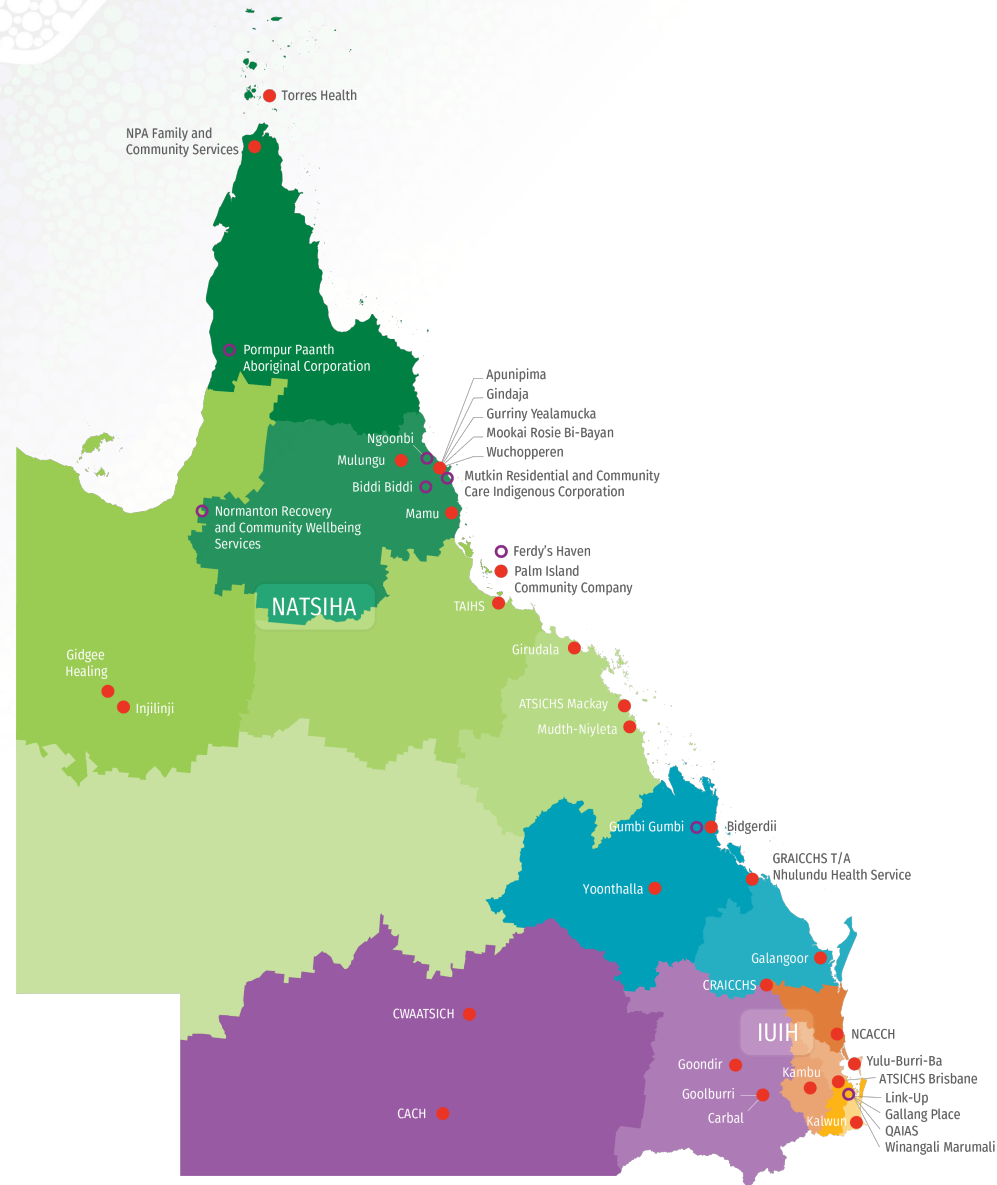 Torres Health
NPA Family and
Community Services
Pormpur Paanth
Aboriginal Corporation
Apunipima
Gindaja
Gurriny Yealamucka
Mookai Rosie Bi-Bayan
Wuchopperen
Ngoonbi
Mulungu
Mutkin Residential and Community
Care Indigenous Corporation
Biddi Biddi
Mamu
Normanton Recovery
and Community Wellbeing
Services
Ferdy's Haven
Palm Island
Community Company
NATSIHA
TAIHS
Girudala
Gidgee
Healing
Injilinji
ATSICHS Mackay
Mudth-Niyleta
Gumbi Gumbi
Bidgerdii
GRAICCHS T/A
Nhulundu Health Service
Yoonthalla
Galangoor
CRAICCHS
CWAATSICH
IUIH
NCACCH
Goondir
Kambu
Yulu-Burri-Ba
ATSICHS Brisbane
Goolburri
Link-Up
CACH
Carbal
Gallang Place
Kalwun
QAIAS
Winangali Marumali